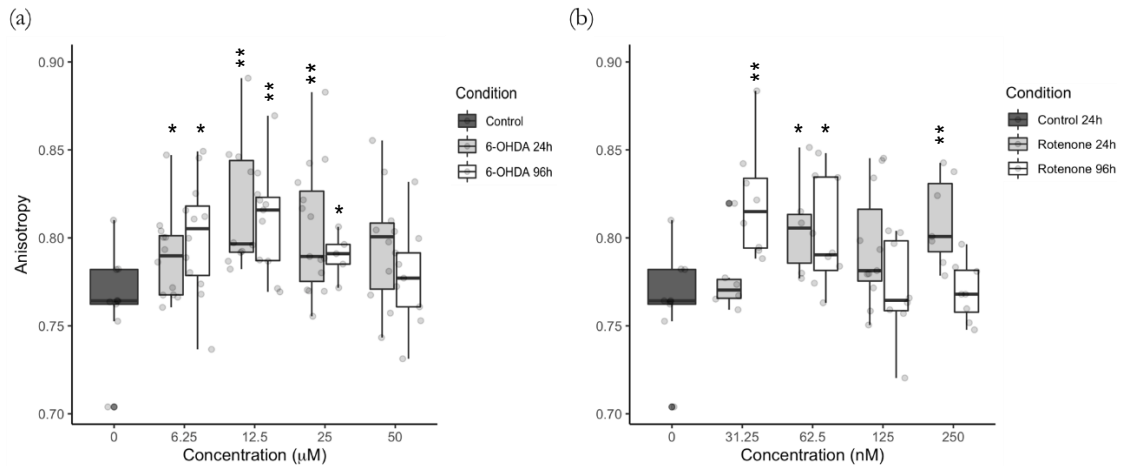 (a)
Anisotropy
0.90
0.85
0.80
0.75
0.70
* * ** ** ** *
0 6.25 12.5 25 50
Concentration (μM)
Condition
Control
6-OHDA 24h
6-OHDA 96h
(b)
0.90
0.85
0.80
0.75
0.70
** * * **
0 31.25 62.5 125 250
Concentration (nM)
Condition
Control 24h
Rotenone 24h
Rotenone 96h